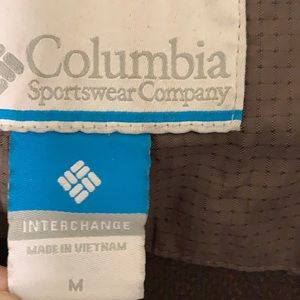 Columbia
Sportswear Company
INTERCHANGE
MADE IN VIETNAM
M